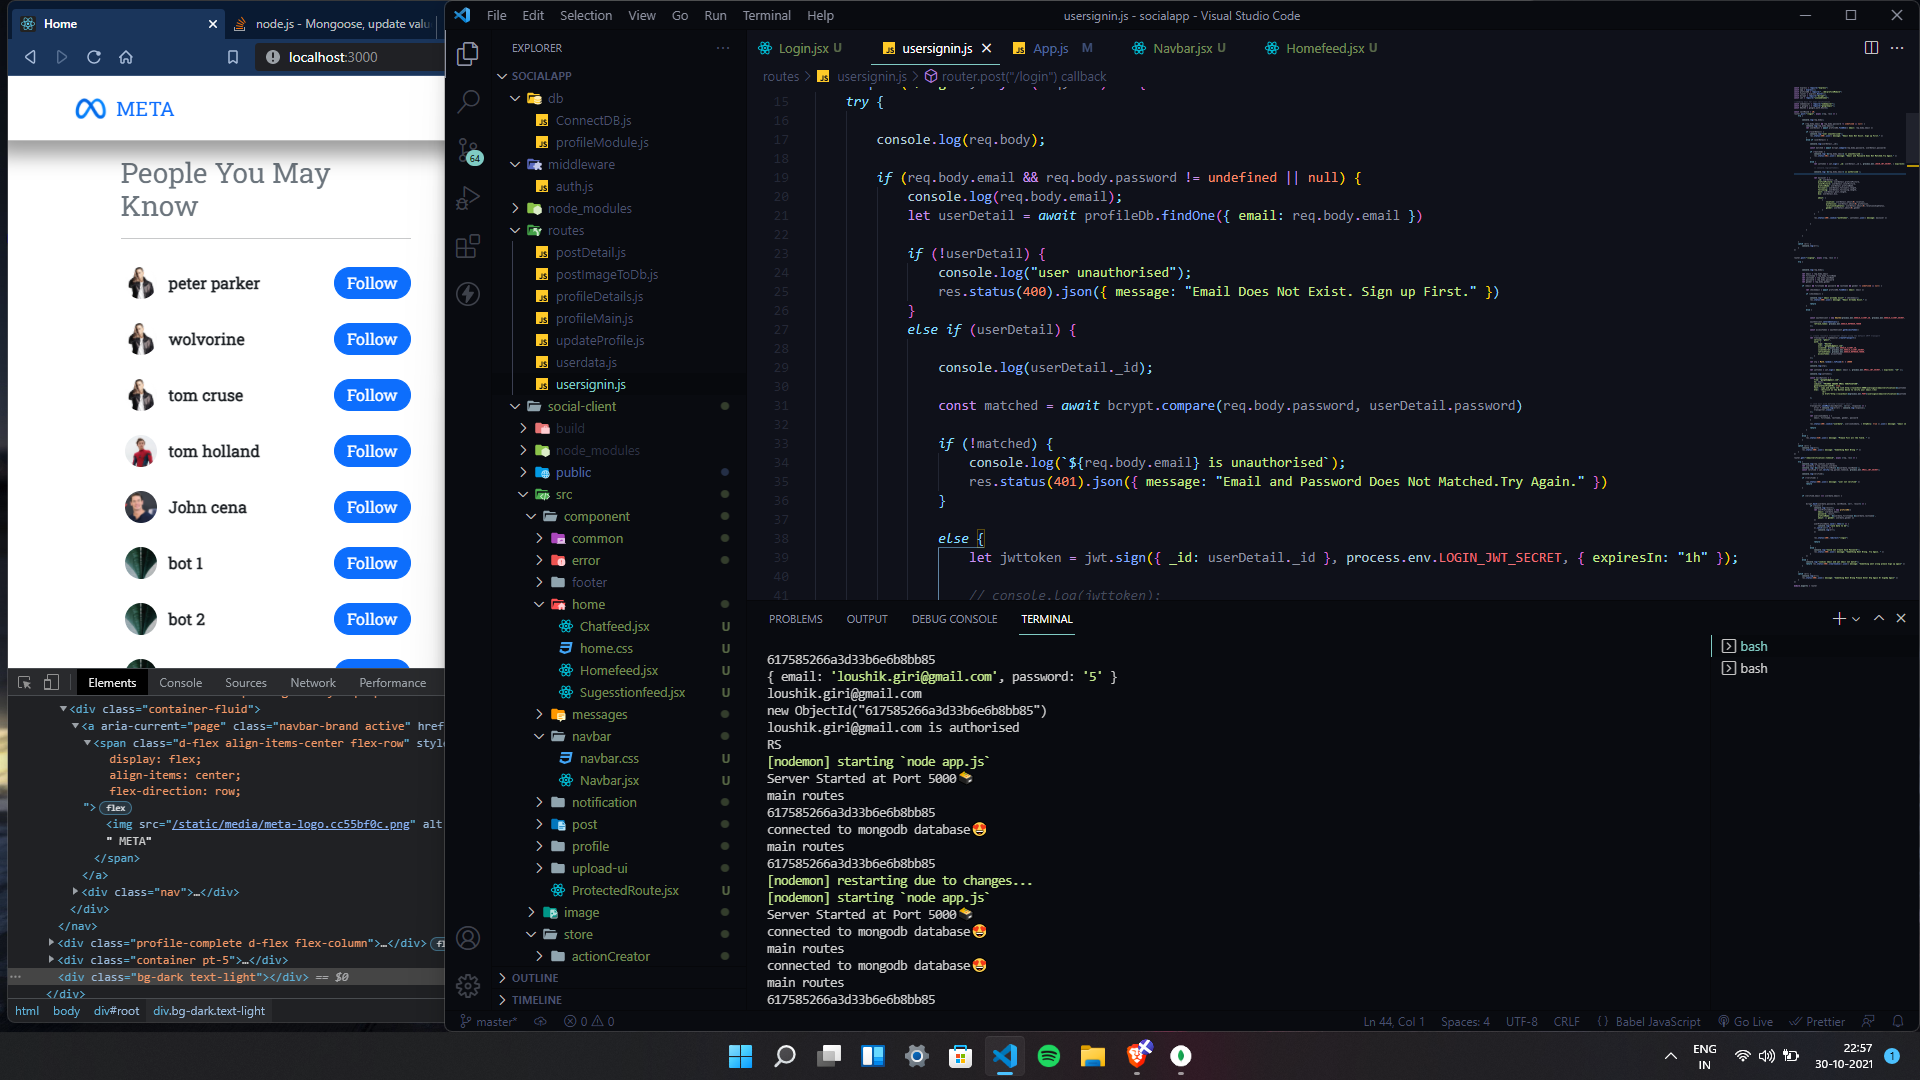 Home
node.js - Mongoose, update valu
localhost:3000
META
People You May
Know
peter parker
Follow
wolvorine
Follow
tom cruse
Follow
tom holland
Follow
John cena
Follow
bot 1
Follow
bot 2
Follow
Elements
Console
Sources
Network
Performance
<div class="container-fluid">
<a aria-current="page" class="navbar-brand active" href
<span class="d-flex align-items-center flex-row" style
display: flex;
align-items: center;
flex-direction: row;
"> flex
<img src="/static/media/meta-logo.cc55bf0c.png" alt
" META"
</span>
</a>
<div class="nav">…</div>
</div>
</nav>
<div class="profile-complete d-flex flex-column">…</div>
<div class="container pt-5">…</div>
<div class="bg-dark text-light"></div> == $0
</div>
html body div#root div.bg-dark.text-light
File Edit Selection View Go Run Terminal Help
usersignin.js - socialapp - Visual Studio Code
EXPLORER
SOCIALAPP
64
db
ConnectDB.js
profileModule.js
middleware
auth.js
node_modules
routes
postDetail.js
postImageToDb.js
profileDetails.js
profileMain.js
updateProfile.js
userdata.js
usersignin.js
social-client
build
node_modules
public
src
component
common
error
footer
home
Chatfeed.jsx U
home.css U
Homefeed.jsx U
Sugesstionfeed.jsx U
messages
navbar
navbar.css U
Navbar.jsx U
notification
post
profile
upload-ui
ProtectedRoute.jsx U
image
store
actionCreator
OUTLINE
TIMELINE
Login.jsx U
usersignin.js
App.js M
Navbar.jsx U
Homefeed.jsx U
routes > usersignin.js > router.post("/login") callback
15 try {
16
17 console.log(req.body);
18
19 if (req.body.email && req.body.password != undefined || null) {
20 console.log(req.body.email);
21 let userDetail = await profileDb.findOne({ email: req.body.email })
22
23 if (!userDetail) {
24 console.log("user unauthorised");
25 res.status(400).json({ message: "Email Does Not Exist. Sign up First." })
26 }
27 else if (userDetail) {
28
29 console.log(userDetail._id);
30
31 const matched = await bcrypt.compare(req.body.password, userDetail.password)
32
33 if (!matched) {
34 console.log(`${req.body.email} is unauthorised`);
35 res.status(401).json({ message: "Email and Password Does Not Matched.Try Again." })
36 }
37
38 else {
39 let jwttoken = jwt.sign({ _id: userDetail._id }, process.env.LOGIN_JWT_SECRET, { expiresIn: "1h" });
40
41 // console.log(jwttoken);
PROBLEMS
OUTPUT
DEBUG CONSOLE
TERMINAL
617585266a3d33b6e6b8bb85
{ email: 'loushik.giri@gmail.com', password: '5' }
loushik.giri@gmail.com
new ObjectId("617585266a3d33b6e6b8bb85")
loushik.giri@gmail.com is authorised
RS
[nodemon] starting `node app.js`
Server Started at Port 5000
main routes
617585266a3d33b6e6b8bb85
connected to mongodb database🤩
main routes
617585266a3d33b6e6b8bb85
[nodemon] restarting due to changes...
[nodemon] starting `node app.js`
Server Started at Port 5000
connected to mongodb database🤩
main routes
connected to mongodb database🤩
main routes
617585266a3d33b6e6b8bb85
bash
bash
master*
0 0
Ln 44, Col 1
Spaces: 4
UTF-8
CRLF
{ } Babel JavaScript
Go Live
Prettier
ENG
IN
22:57
30-10-2021
1